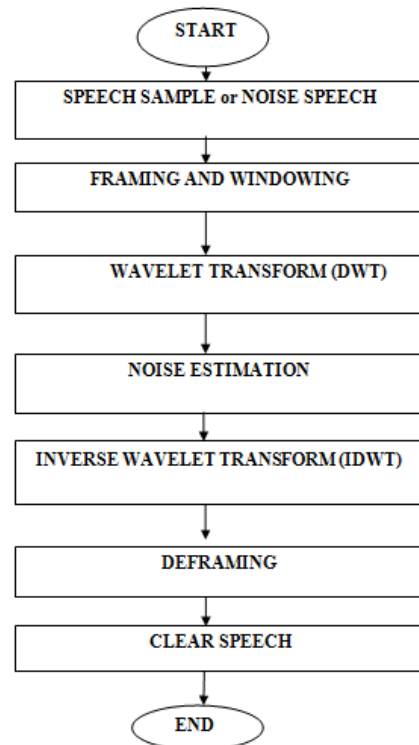 START
SPEECH SAMPLE or NOISE SPEECH
FRAMING AND WINDOWING
WAVELET TRANSFORM (DWT)
NOISE ESTIMATION
INVERSE WAVELET TRANSFORM (IDWT)
DEFRAMING
CLEAR SPEECH
END